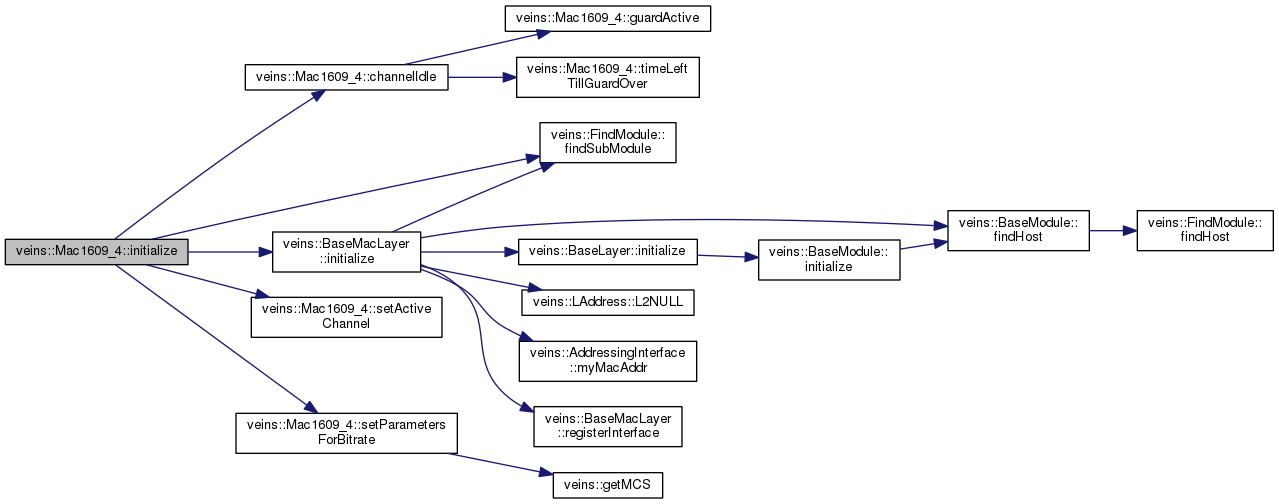 veins::Mac1609_4::guardActive
veins::Mac1609_4::channelIdle
veins::Mac1609_4::timeLeft
TillGuardOver
veins::FindModule::
findSubModule
veins::Mac1609_4::initialize
veins::BaseMacLayer
::initialize
veins::BaseLayer::initialize
veins::BaseModule::
initialize
veins::BaseModule::
findHost
veins::FindModule::
findHost
veins::LAddress::L2NULL
veins::Mac1609_4::setActive
Channel
veins::AddressingInterface
::myMacAddr
veins::BaseMacLayer
::registerInterface
veins::Mac1609_4::setParameters
ForBitrate
veins::getMCS